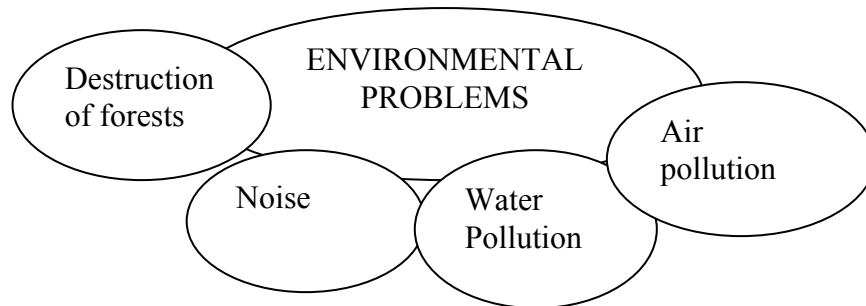 ENVIRONMENTAL
PROBLEMS
Destruction
of forests
Noise
Water
Pollution
Air
pollution